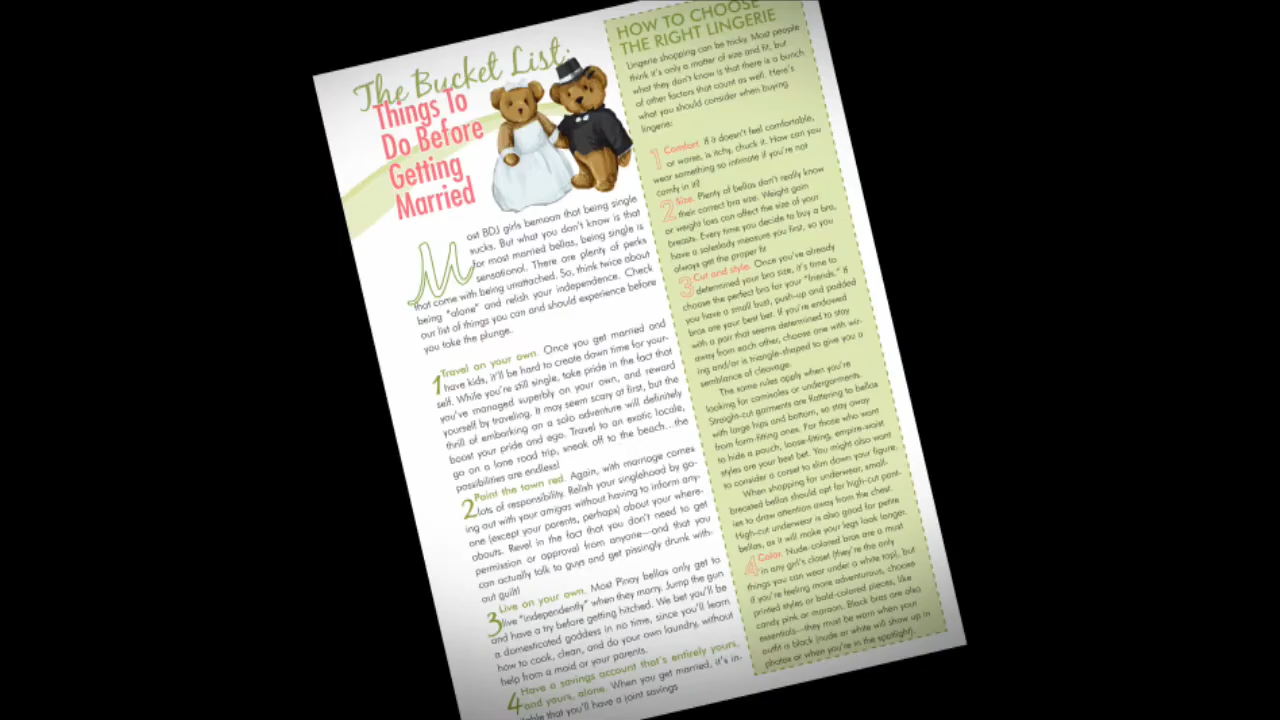 The Bucket List:
Things To
Do Before
Getting
Married
Most BDJ girls bemoan that being single
sucks. But what you don't know is that
for most married bellas, being single is
sensational. There are plenty of perks
that come with being unattached. So, think twice about
being "alone" and relish your independence. Check
our list of things you can and should experience before
you take the plunge.
1 Travel on your own. Once you get married and
have kids, it'll be hard to create down time for your-
self. While you're still single, take pride in the fact that
you've managed superbly on your own, and reward
yourself by traveling. It may seem scary at first, but the
thrill of embarking on a solo adventure will definitely
boost your pride and ego. Travel to an exotic locale,
go on a lone road trip, sneak off to the beach...the
possibilities are endless!
2 Paint the town red. Again, with marriage comes
lots of responsibility. Relish your singlehood by go-
ing out with your amigas without having to inform any-
one (except your parents, perhaps) about your where-
abouts. Revel in the fact that you don't need to get
permission or approval from anyone—and that you
can actually talk to guys and get pissingly drunk with-
out guilt!
3 Live on your own. Most Pinay bellas only get to
live "independently" when they marry. Jump the gun
and have a try before getting hitched. We bet you'll be
a domesticated goddess in no time, since you'll learn
how to cook, clean, and do your own laundry, without
help from a maid or your parents.
4 Have a savings account that's entirely yours,
and yours, alone. When you get married, it's in-
table that you'll have a joint savings
HOW TO CHOOSE
THE RIGHT LINGERIE
Lingerie shopping can be tricky. Most people
think it's only a matter of size and fit, but
what they don't know is that there is a bunch
of other factors that count as well. Here's
what you should consider when buying
lingerie:
1 Comfort. If it doesn't feel comfortable,
or worse, is itchy, chuck it. How can you
wear something so intimate if you're not
comfy in it?
2 Size. Plenty of bellas don't really know
their correct bra size. Weight gain
or weight loss can affect the size of your
breasts. Every time you decide to buy a bra,
have a saleslady measure you first, so you
always get the proper fit
3 Cut and style. Once you've already
determined your bra size, it's time to
choose the perfect bra for your "friends." If
you have a small bust, push-up and padded
bras are your best bet. If you're endowed
with a pair that seems determined to stay
away from each other, choose one with wir-
ing and/or is triangle-shaped to give you a
semblance of cleavage.
The same rules apply when you're
looking for camisoles or undergarments.
Straight-cut garments are flattering to bellas
with large hips and bottom, so stay away
from form-fitting ones. For those who want
to hide a pouch, loose-fitting, empire-waist
styles are your best bet. You might also want
to consider a corset to slim down your figure.
When shopping for underwear, small-
breasted bellas should opt for high-cut pant-
ies to draw attention away from the chest.
High-cut underwear is also good for petite
bellas, as it will make your legs look longer.
4 Color. Nude-colored bras are a must
in any girl's closet (they're the only
things you can wear under a white top), but
if you're feeling more adventurous, choose
printed styles or bold-colored pieces, like
candy pink or maroon. Black bras are also
essentials—they must be worn when your
outfit is black (nude or white will show up in
photos or when you're in the spotlight).